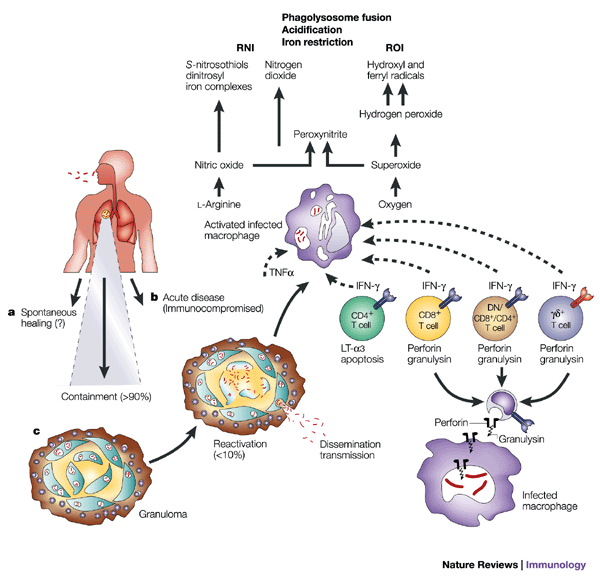 Phagolysosome fusion
Acidification
Iron restriction
RNI
ROI
S-nitrosothiols
dinitrosyl
iron complexes
Nitrogen
dioxide
Hydroxyl and
ferryl radicals
Hydrogen peroxide
Peroxynitrite
Nitric oxide
Superoxide
L-Arginine
Oxygen
Activated infected
macrophage
TNFα
IFN-γ
IFN-γ
IFN-γ
IFN-γ
CD4+
T cell
CD8+
T cell
DN/
CD8+/CD4+
T cell
γδ+
T cell
LT-α3
apoptosis
Perforin
granulysin
Perforin
granulysin
Perforin
granulysin
a Spontaneous
healing (?)
b Acute disease
(Immunocompromised)
Containment (>90%)
c
Granuloma
Reactivation
(<10%)
Dissemination
transmission
Perforin
Granulysin
Infected
macrophage
Nature Reviews | Immunology